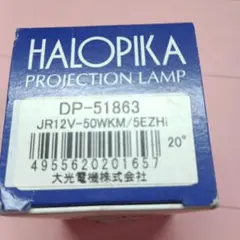 HALOPIKA
PROJECTION LAMP
DP-51863
JR12V-50WKM/5EZHi
20°
4955620201657
大光電機株式会社